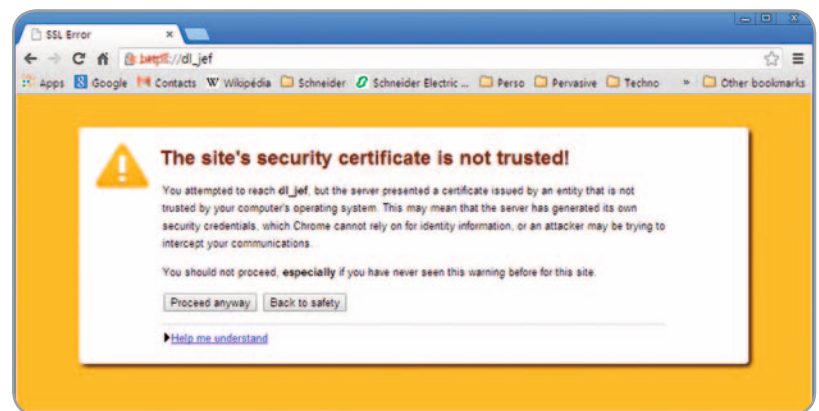 SSL Error
https://dl_jef
Apps Google Contacts Wikipédia Schneider Schneider Electric ... Perso Pervasive Techno » Other bookmarks
The site's security certificate is not trusted!
You attempted to reach dl_jef, but the server presented a certificate issued by an entity that is not
trusted by your computer's operating system. This may mean that the server has generated its own
security credentials, which Chrome cannot rely on for identity information, or an attacker may be trying to
intercept your communications.
You should not proceed, especially if you have never seen this warning before for this site.
Proceed anyway Back to safety
Help me understand